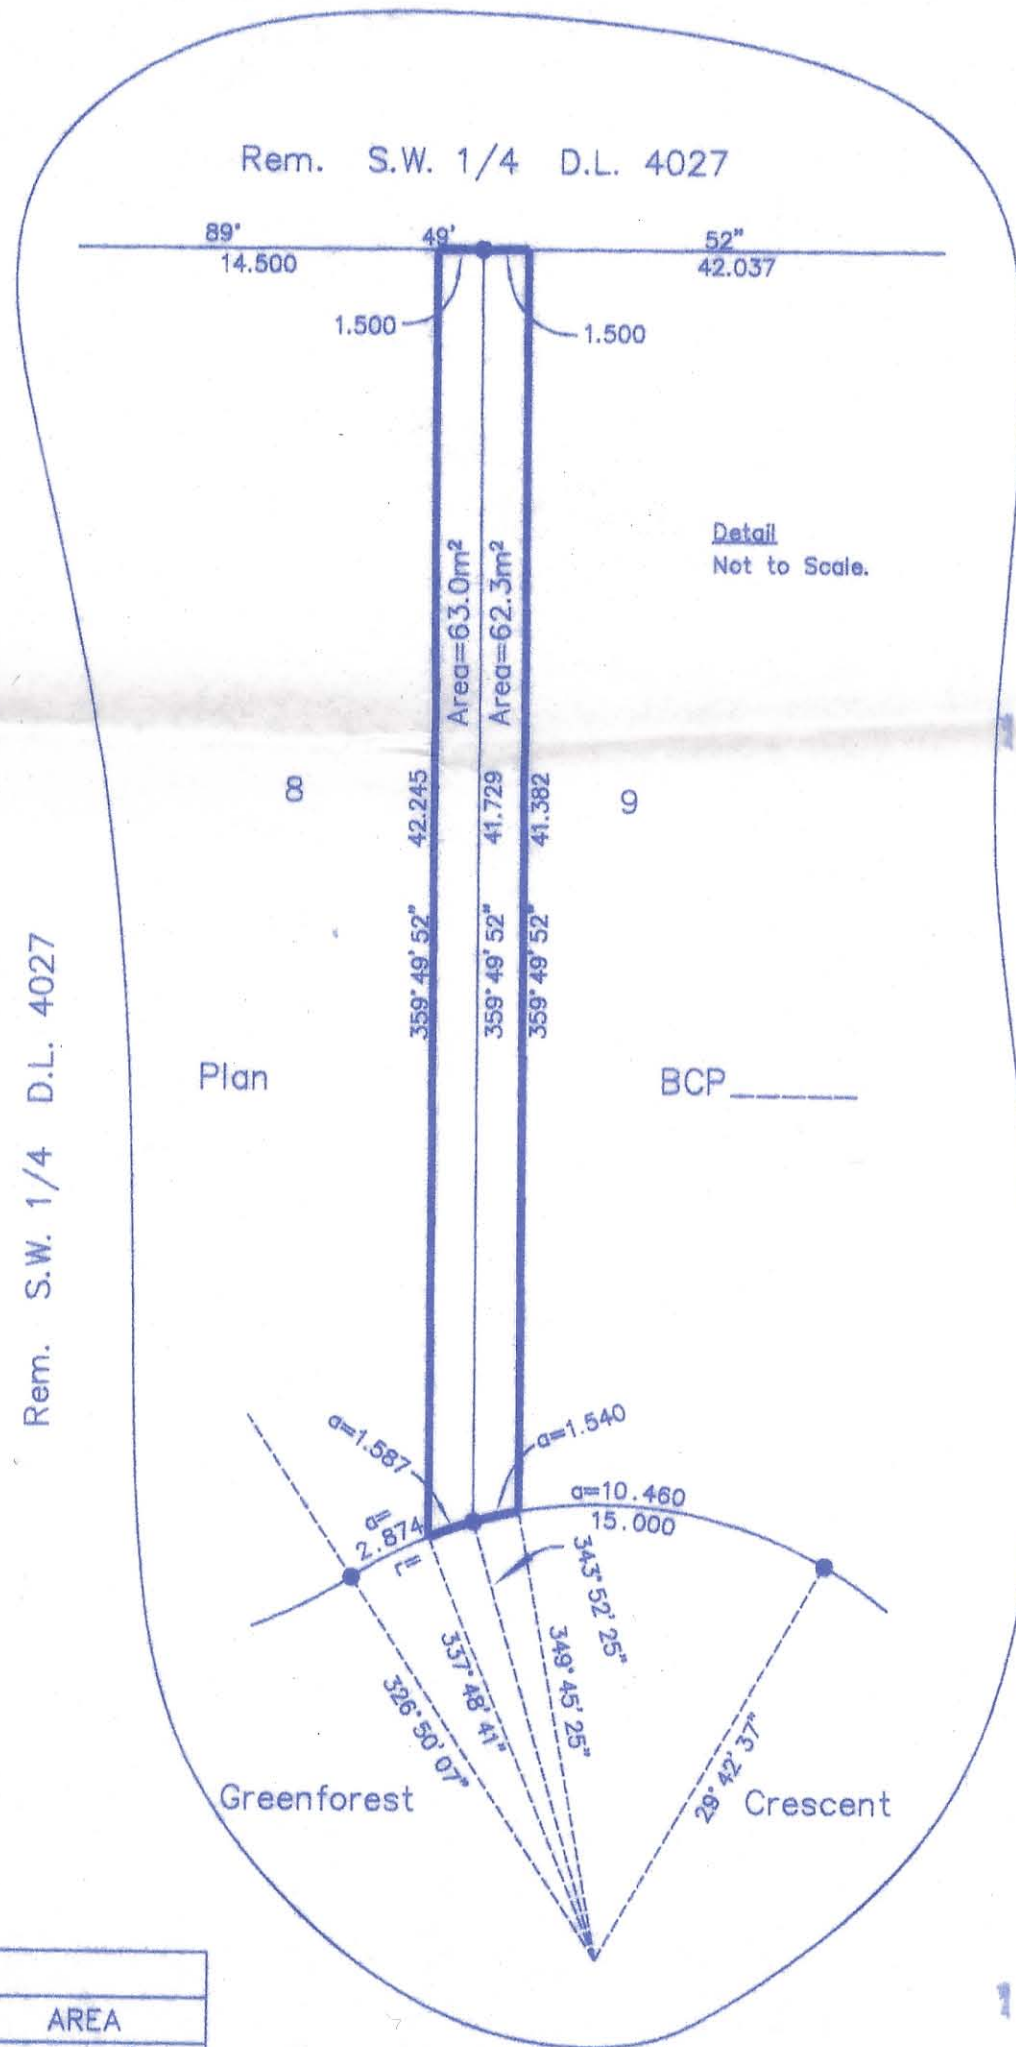 Rem. S.W. 1/4 D.L. 4027
89° 49' 52"
14.500
42.037
1.500
1.500
Detail
Not to Scale.
Area=63.0m²
Area=62.3m²
8
9
42.245
41.729
41.382
359° 49' 52"
359° 49' 52"
359° 49' 52"
Rem. S.W. 1/4 D.L. 4027
Plan
BCP______
a=1.587
a=1.540
a=
2.874
a=10.460
15.000
343° 52' 25"
349° 45' 25"
337° 48' 41"
326° 50' 07"
29° 42' 37"
Greenforest Crescent
AREA